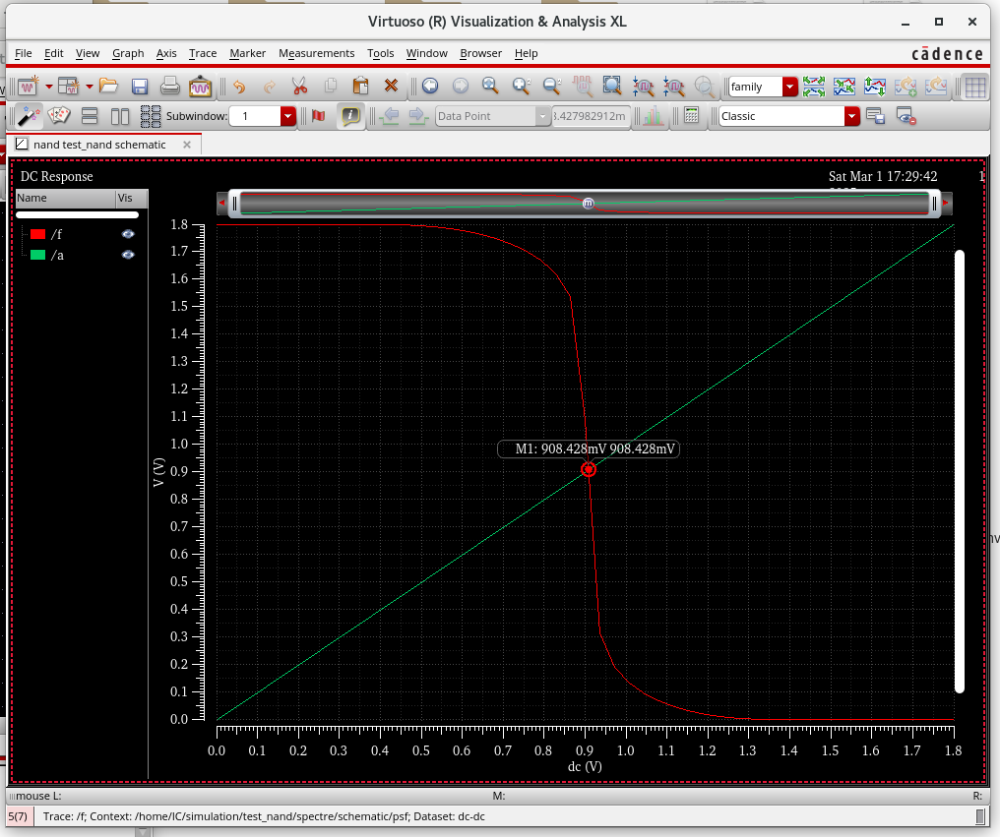 Virtuoso (R) Visualization & Analysis XL
File Edit View Graph Axis Trace Marker Measurements Tools Window Browser Help
cādence
family
Subwindow: 1
Data Point
3.427982912m
Classic
nand test_nand schematic
DC Response
Sat Mar 1 17:29:42
1
Name Vis
/f
/a
m
1.8
1.7
1.6
1.5
1.4
1.3
1.2
1.1
1.0
0.9
0.8
0.7
0.6
0.5
0.4
0.3
0.2
0.1
0.0
V (V)
M1: 908.428mV 908.428mV
0.0 0.1 0.2 0.3 0.4 0.5 0.6 0.7 0.8 0.9 1.0 1.1 1.2 1.3 1.4 1.5 1.6 1.7 1.8
dc (V)
mouse L: M: R:
5(7) Trace: /f; Context: /home/IC/simulation/test_nand/spectre/schematic/psf; Dataset: dc-dc